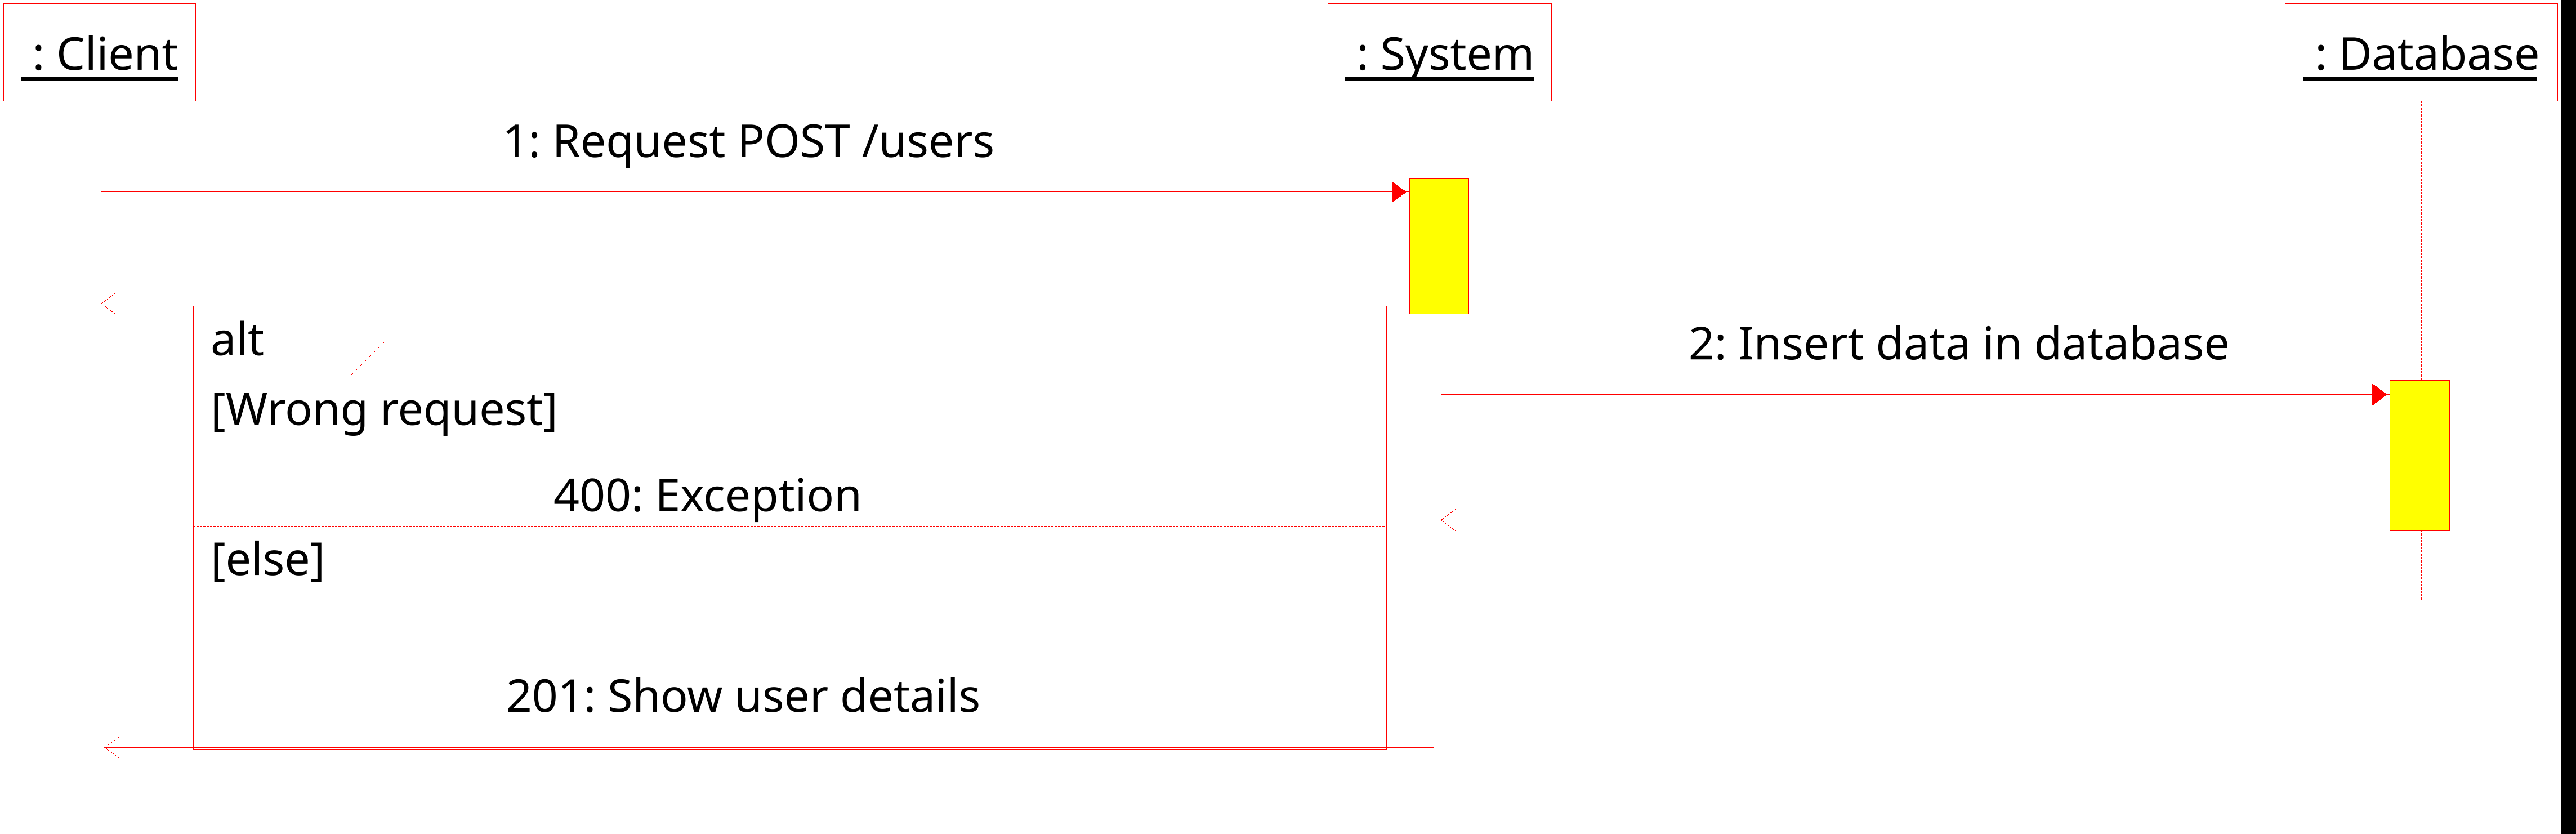 : Client
: System
: Database
1: Request POST /users
alt
2: Insert data in database
[Wrong request]
400: Exception
[else]
201: Show user details